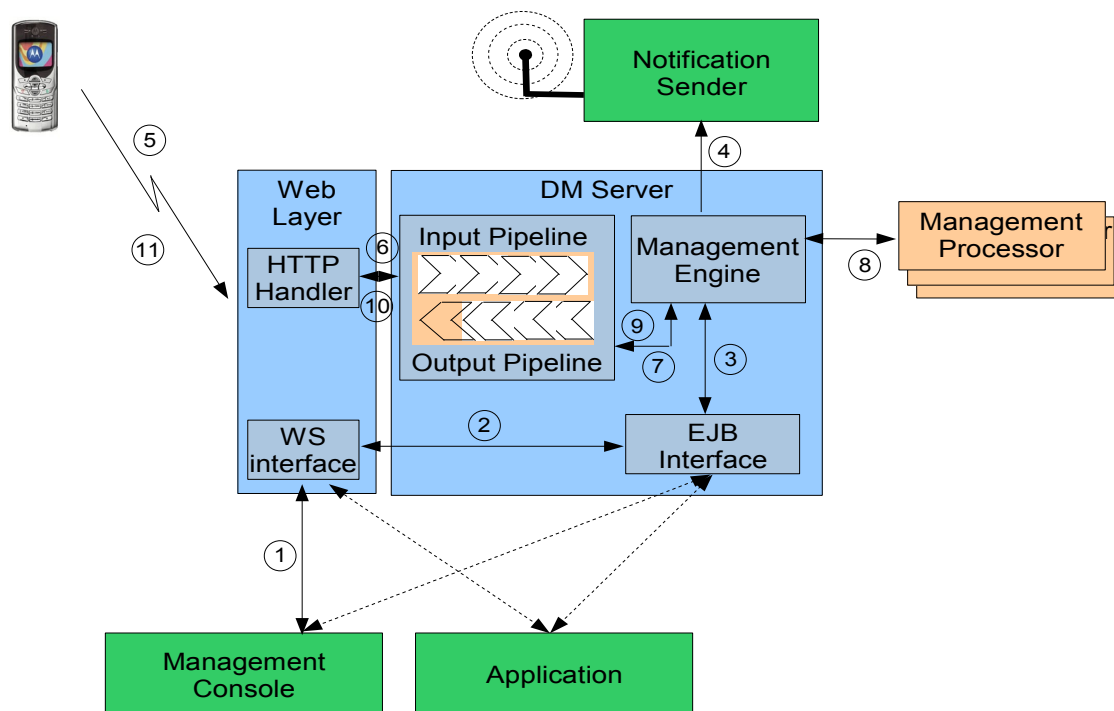 Notification
Sender
5
4
Web
Layer
DM Server
11
6
Input Pipeline
Management
Engine
Management
Processor
r
8
HTTP
Handler
10
9
Output Pipeline
7
3
2
WS
interface
EJB
Interface
1
Management
Console
Application